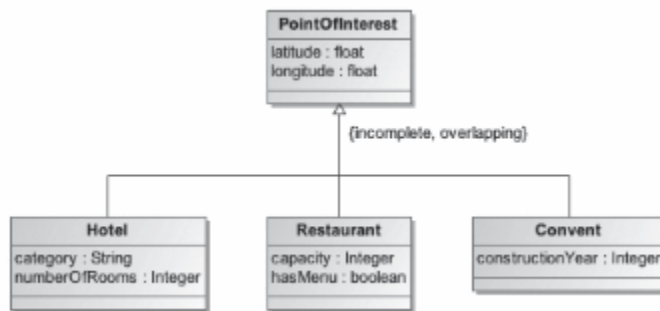 PointOfInterest
latitude : float
longitude : float
{incomplete, overlapping}
Hotel
category : String
numberOfRooms : Integer
Restaurant
capacity : Integer
hasMenu : boolean
Convent
constructionYear : Integer